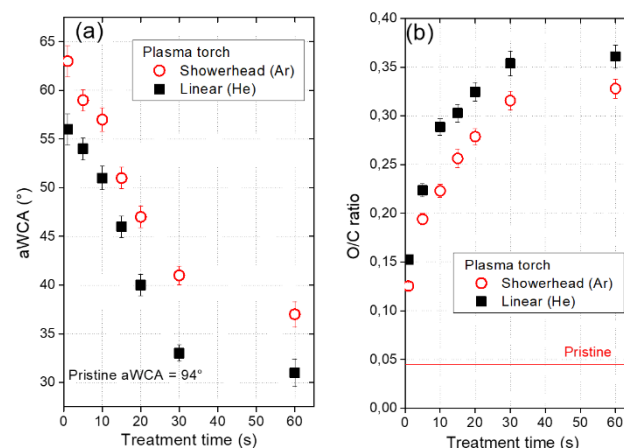 (a)
65
60
55
50
45
40
35
30
aWCA (°)
Plasma torch
Showerhead (Ar)
Linear (He)
Pristine aWCA = 94°
0 10 20 30 40 50 60
Treatment time (s)
(b)
0,40
0,35
0,30
0,25
0,20
0,15
0,10
0,05
0,00
O/C ratio
Plasma torch
Showerhead (Ar)
Linear (He)
Pristine
0 10 20 30 40 50 60
Treatment time (s)